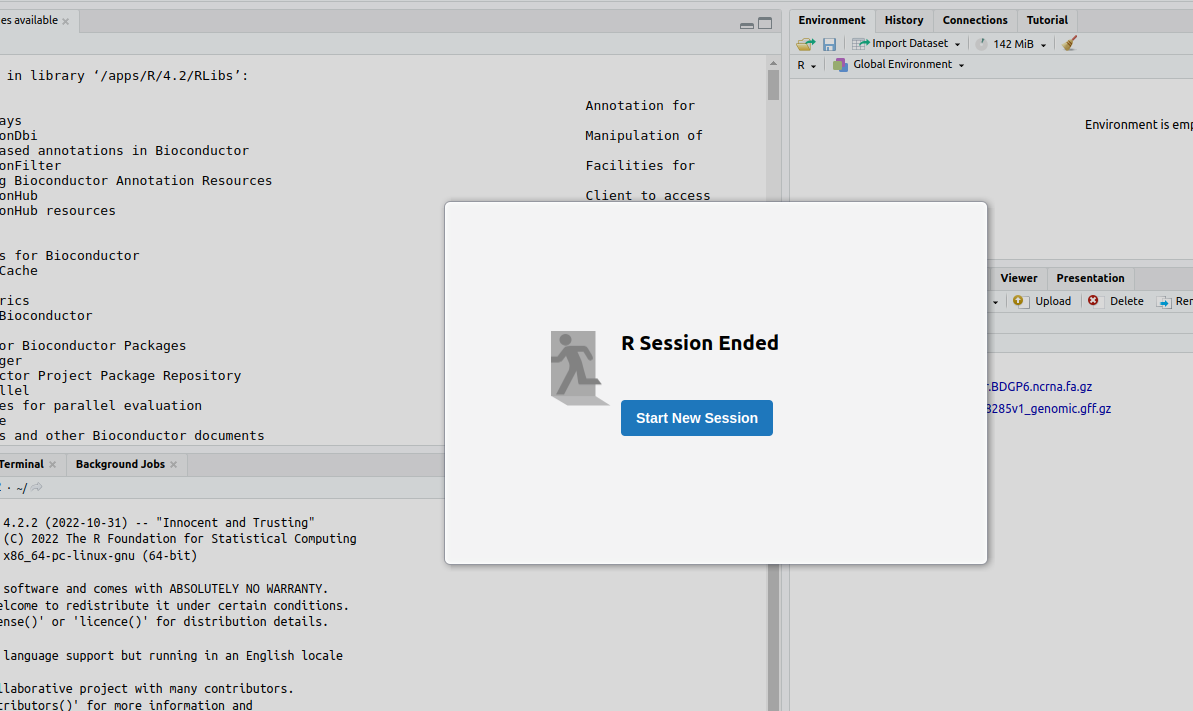 es available
in library ‘/apps/R/4.2/RLibs’:
Annotation for
ays
onDbi
Manipulation of
ased annotations in Bioconductor
onFilter
Facilities for
g Bioconductor Annotation Resources
onHub
Client to access
onHub resources
s for Bioconductor
Cache
rics
Bioconductor
or Bioconductor Packages
ger
ctor Project Package Repository
llel
es for parallel evaluation
e
s and other Bioconductor documents
Terminal
Background Jobs
· ~/
4.2.2 (2022-10-31) -- "Innocent and Trusting"
(C) 2022 The R Foundation for Statistical Computing
x86_64-pc-linux-gnu (64-bit)
software and comes with ABSOLUTELY NO WARRANTY.
elcome to redistribute it under certain conditions.
ense()' or 'licence()' for distribution details.
language support but running in an English locale
llaborative project with many contributors.
tributors()' for more information and
R Session Ended
Start New Session
Environment History Connections Tutorial
Import Dataset 142 MiB
R Global Environment
Environment is emp
Viewer Presentation
Upload Delete Ren
r.BDGP6.ncrna.fa.gz
3285v1_genomic.gff.gz